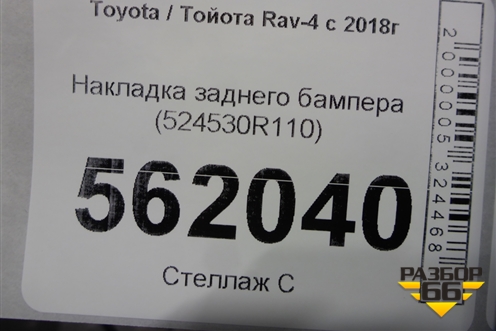 Toyota / Тойота Rav-4 с 2018г
Накладка заднего бампера
(524530R110)
562040
Стеллаж С
2000005324468
РАЗБОР
66